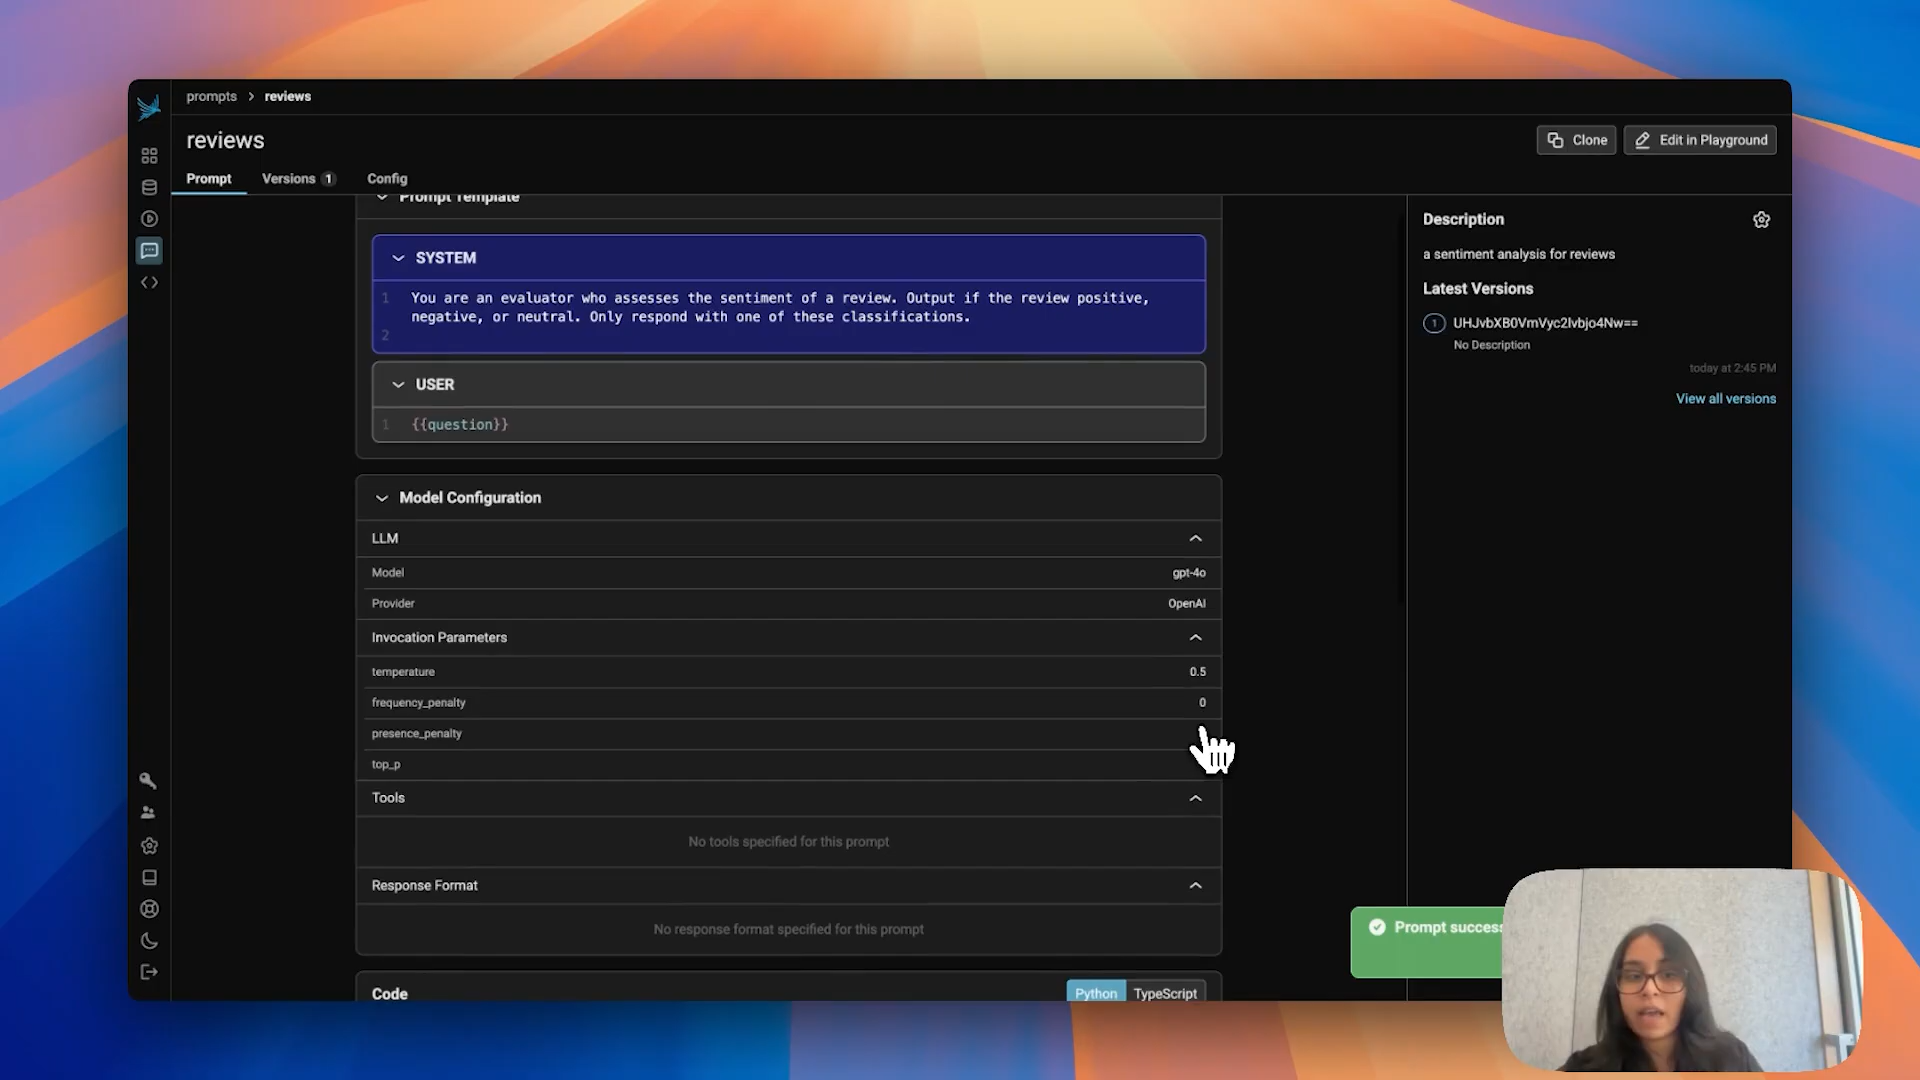 prompts > reviews
reviews
Clone
Edit in Playground
Prompt
Versions 1
Config
Prompt Template
SYSTEM
1 You are an evaluator who assesses the sentiment of a review. Output if the review positive,
negative, or neutral. Only respond with one of these classifications.
2
USER
1 {{question}}
Model Configuration
LLM
Model gpt-4o
Provider OpenAI
Invocation Parameters
temperature 0.5
frequency_penalty 0
presence_penalty
top_p
Tools
No tools specified for this prompt
Response Format
No response format specified for this prompt
Code
Python
TypeScript
Description
a sentiment analysis for reviews
Latest Versions
1 UHJvbXB0VmVyc2lvbjo4Nw==
No Description
today at 2:45 PM
View all versions
Prompt success